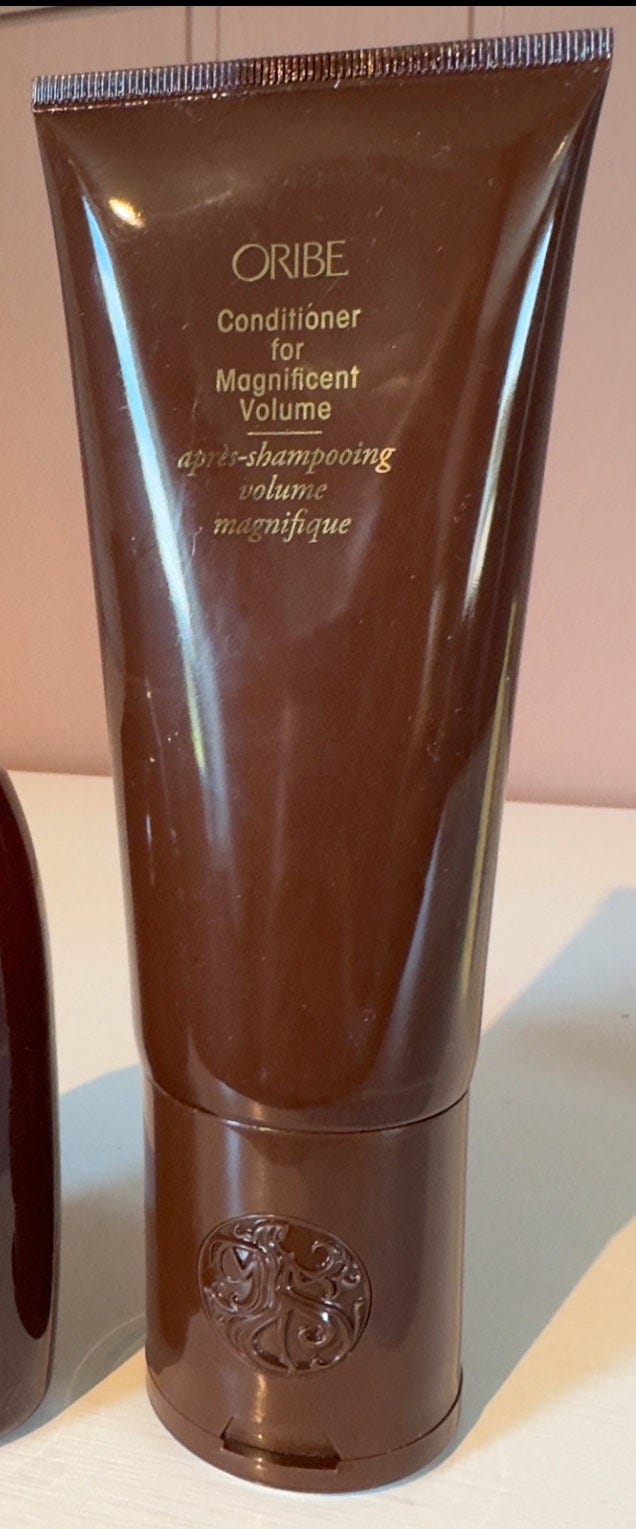 ORIBE
Conditioner
for
Magnificent
Volume
après-shampooing
volume
magnifique